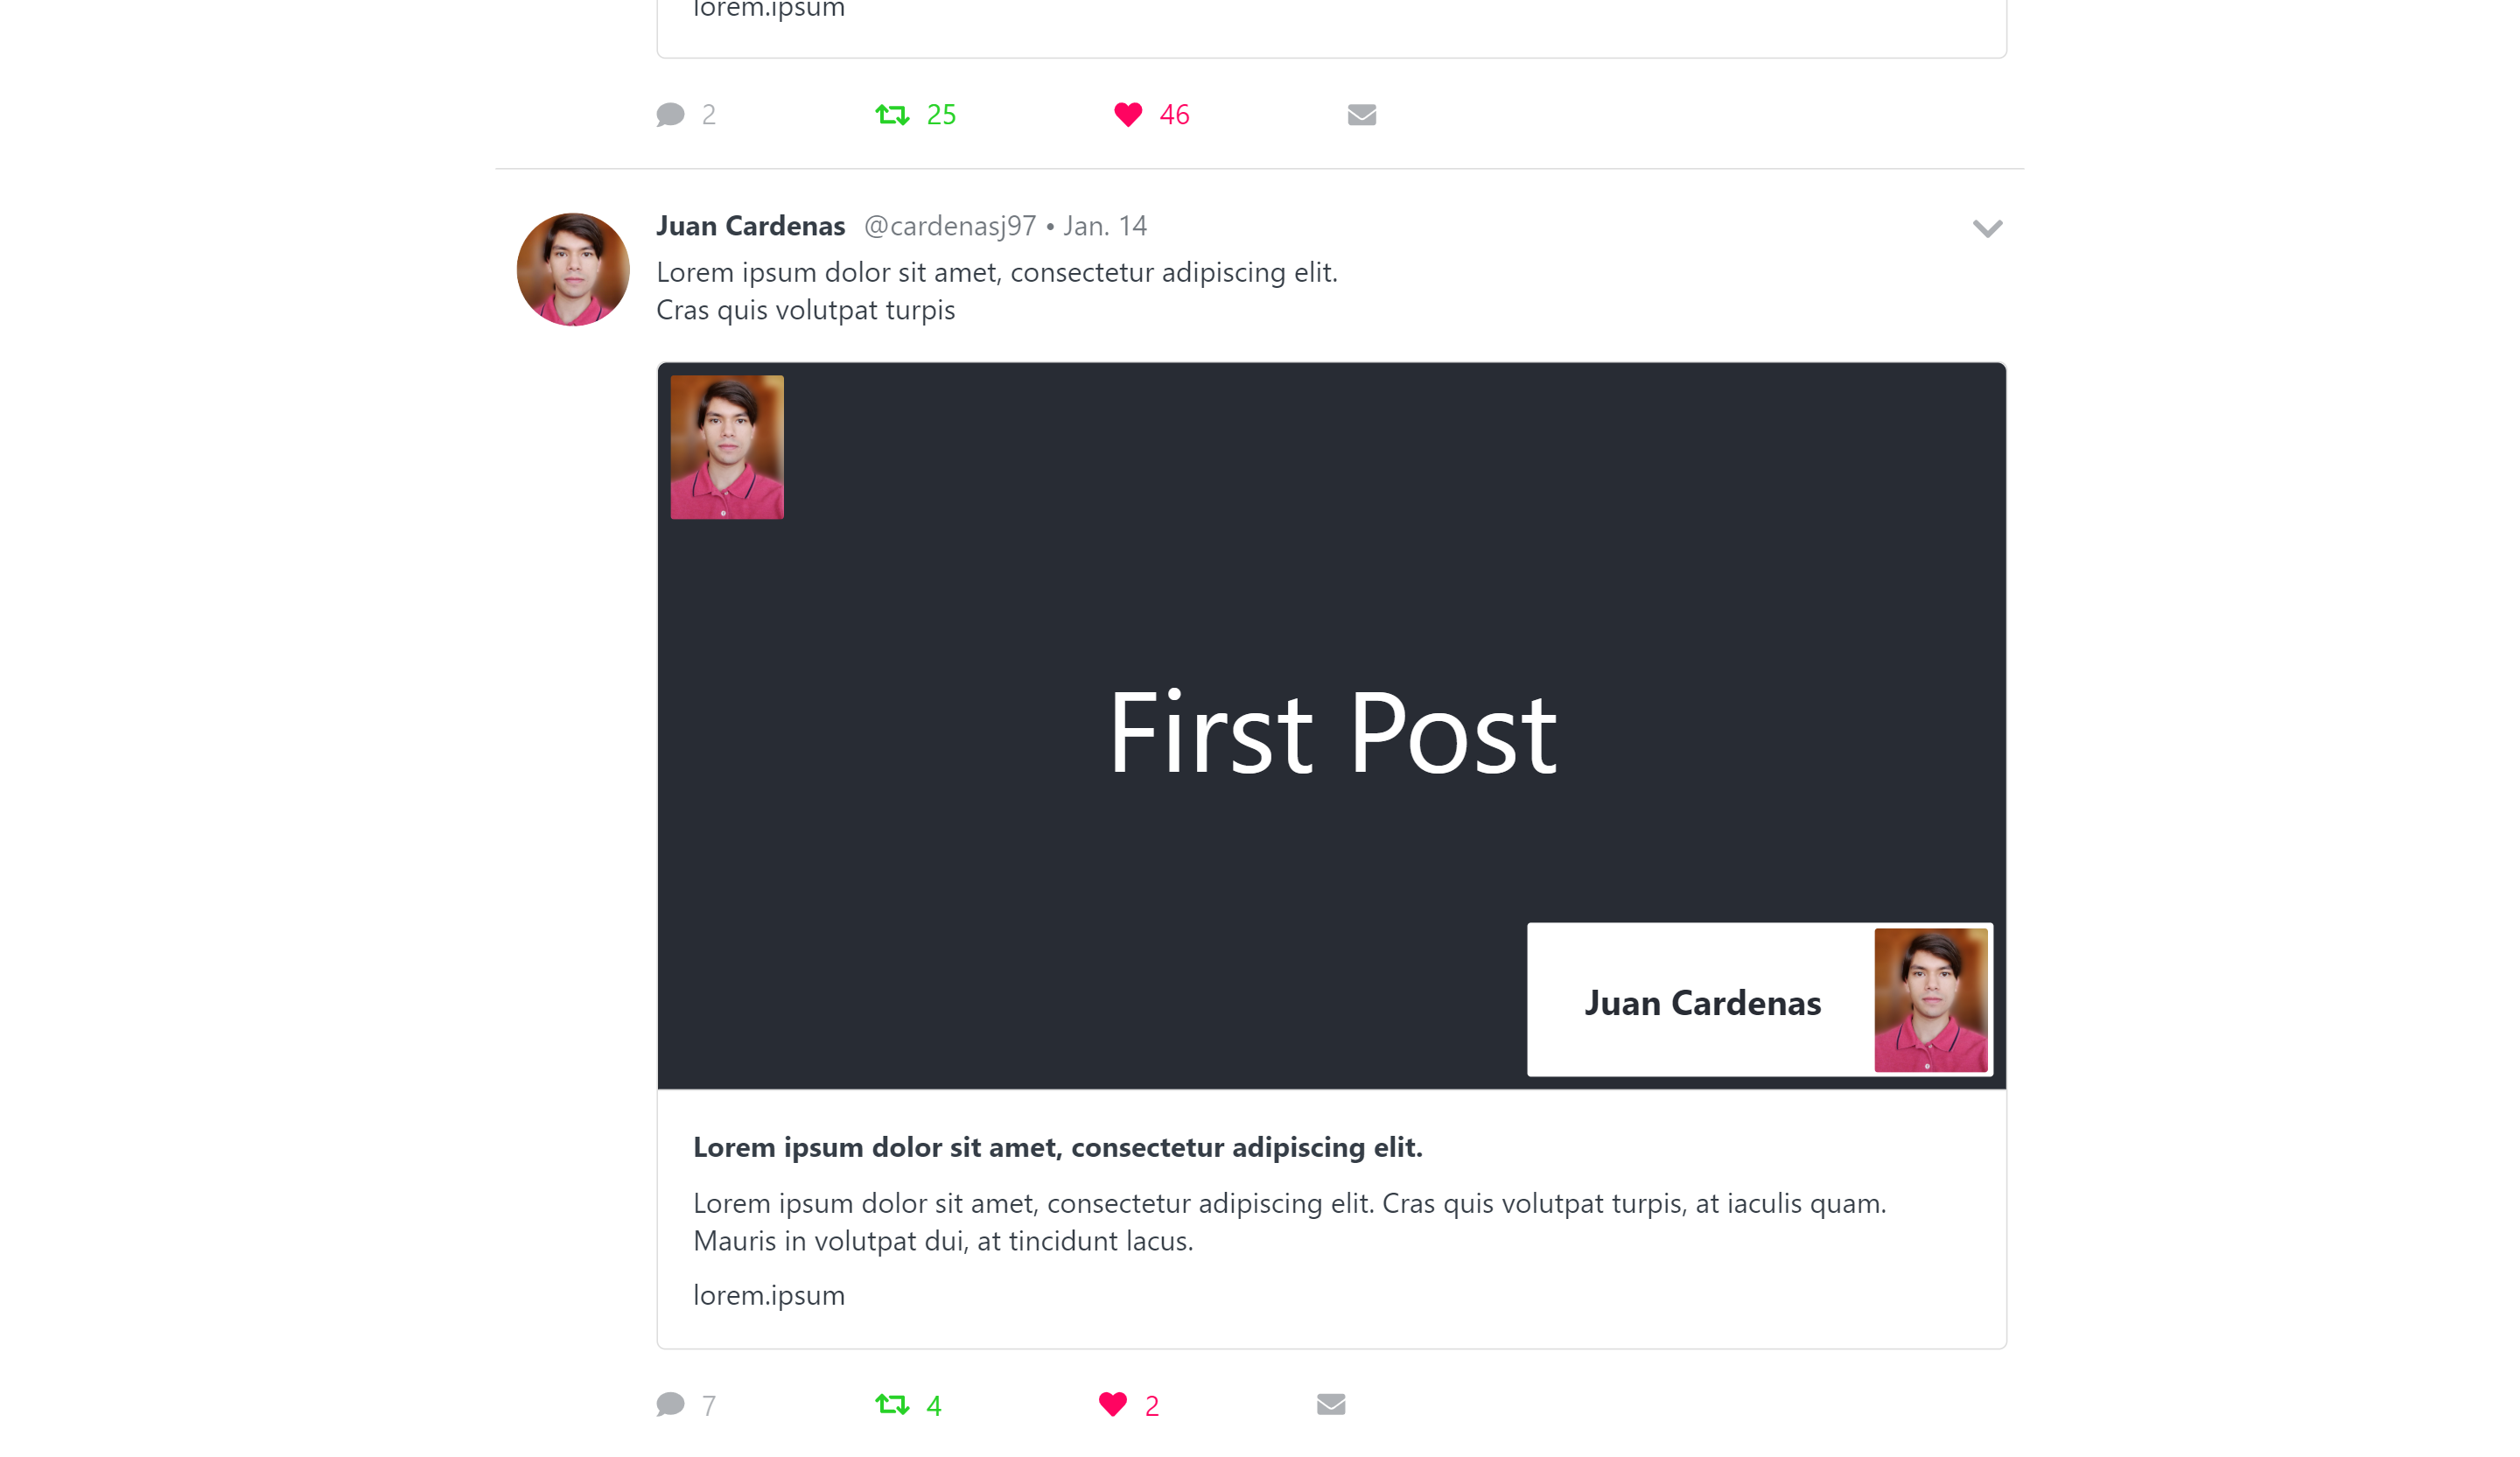 lorem.ipsum
2 25 46
Juan Cardenas @cardenasj97 • Jan. 14
Lorem ipsum dolor sit amet, consectetur adipiscing elit.
Cras quis volutpat turpis
First Post
Juan Cardenas
Lorem ipsum dolor sit amet, consectetur adipiscing elit.
Lorem ipsum dolor sit amet, consectetur adipiscing elit. Cras quis volutpat turpis, at iaculis quam.
Mauris in volutpat dui, at tincidunt lacus.
lorem.ipsum
7 4 2